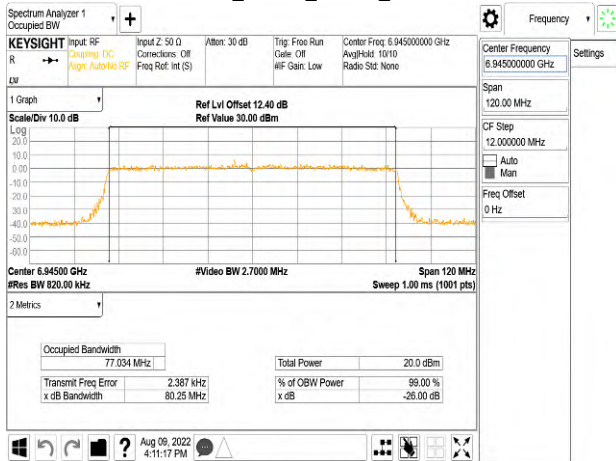 Spectrum Analyzer 1
Occupied BW
Frequency
KEYSIGHT
Input: RF
Input Z: 50 Ω
Atten: 30 dB
Trig: Free Run
Center Freq: 6.945000000 GHz
R
Coupling: DC
Corrections: Off
Gate: Off
Avg|Hold: 10/10
Align: Auto/No RF
Freq Ref: Int (S)
#IF Gain: Low
Radio Std: None
Center Frequency
6.945000000 GHz
Settings
Span
120.00 MHz
CF Step
12.000000 MHz
Auto
Man
Freq Offset
0 Hz
1 Graph
Scale/Div 10.0 dB
Ref Lvl Offset 12.40 dB
Ref Value 30.00 dBm
Log
20.0
10.0
0.00
-10.0
-20.0
-30.0
-40.0
-50.0
-60.0
Center 6.94500 GHz
#Video BW 2.7000 MHz
Span 120 MHz
#Res BW 820.00 kHz
Sweep 1.00 ms (1001 pts)
2 Metrics
Occupied Bandwidth
77.034 MHz
Total Power
20.0 dBm
Transmit Freq Error
2.387 kHz
% of OBW Power
99.00 %
x dB Bandwidth
80.25 MHz
x dB
-26.00 dB
?
Aug 09, 2022
4:11:17 PM